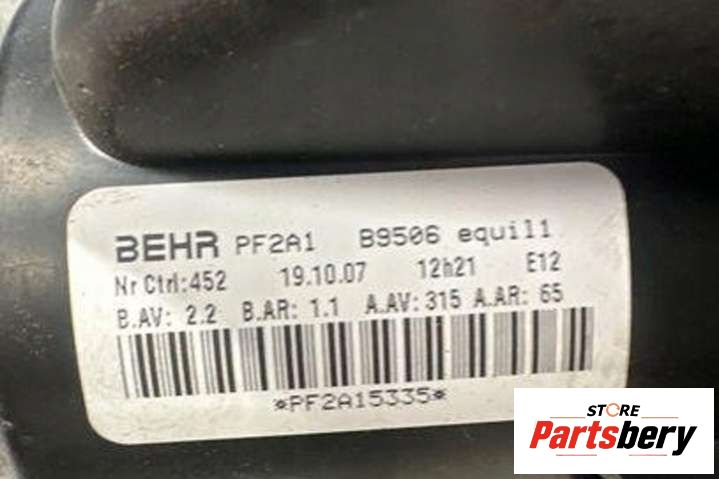 BEHR PF2A1 B9506 equil1
Nr Ctrl:452 19.10.07 12h21 E12
B.AV: 2.2 B.AR: 1.1 A.AV:315 A.AR: 65
*PF2A15335*
STORE
Partsbery